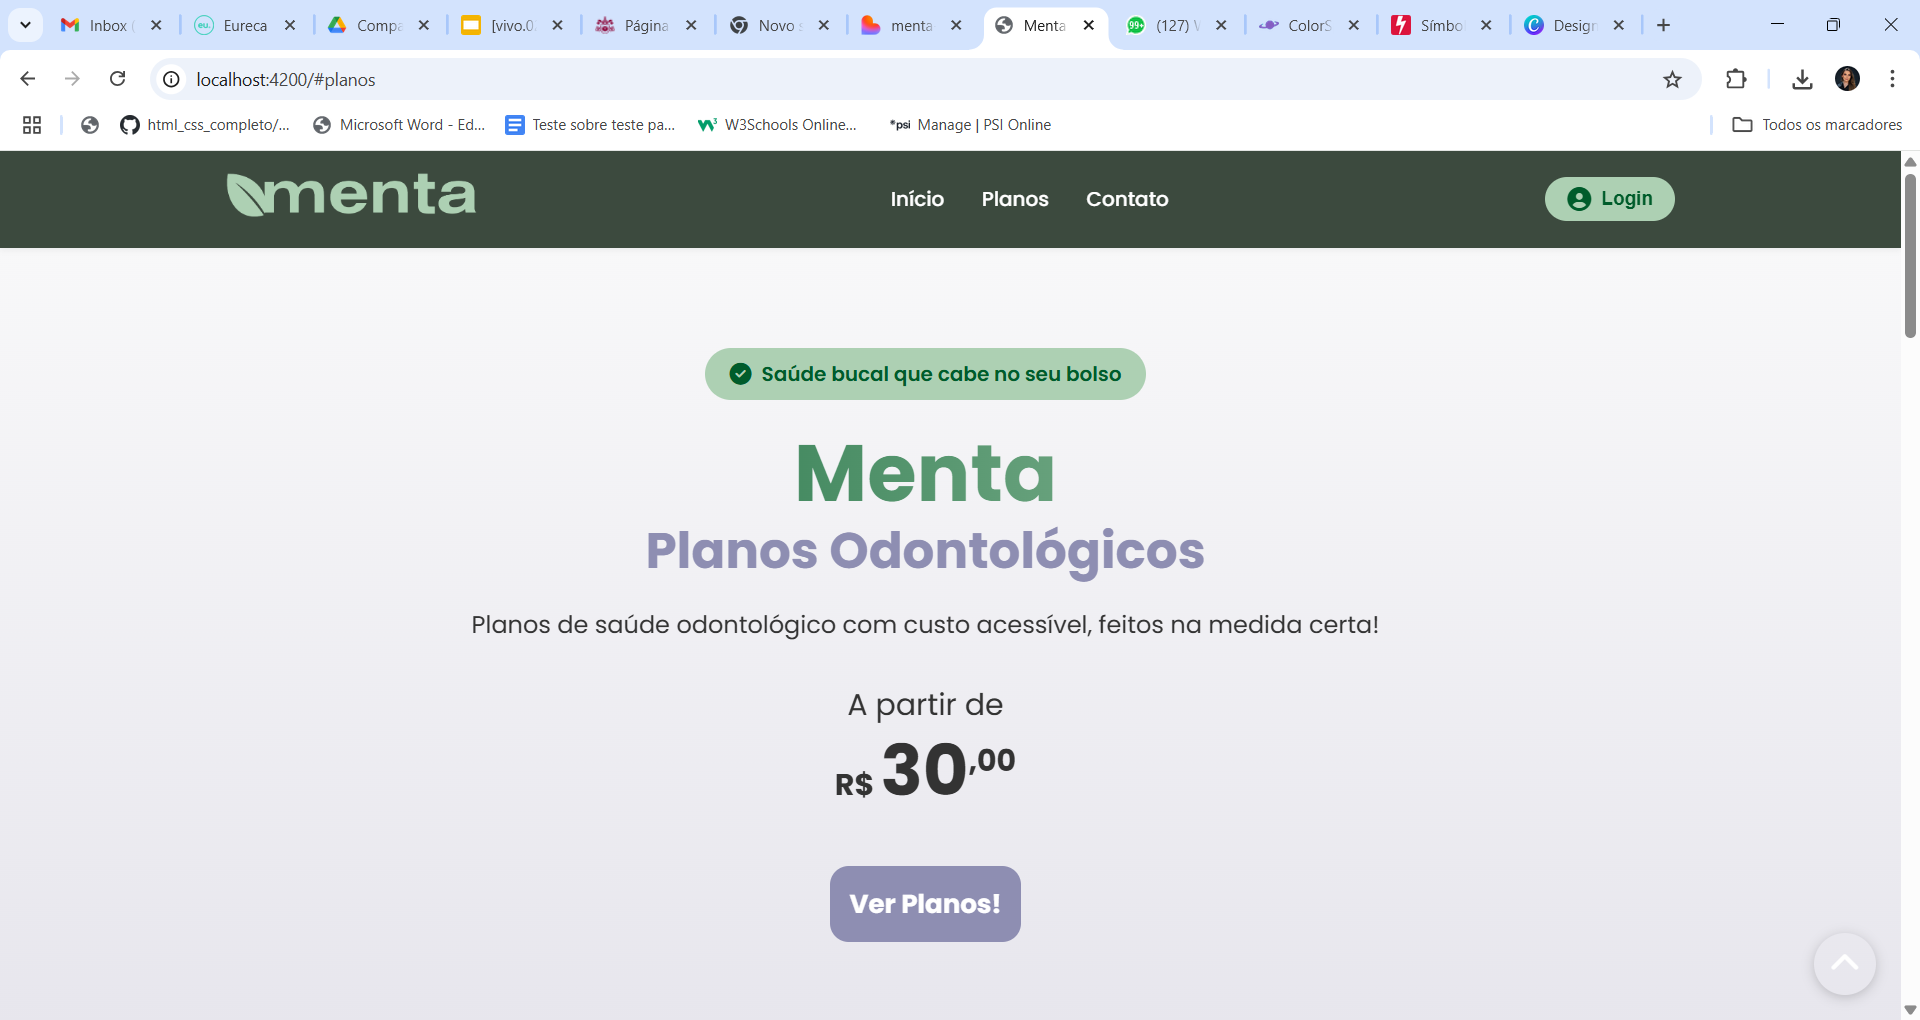 Inbox (
Eureca
Compa
[vivo.0
Página
Novo s
menta
Menta
99+
(127) W
ColorS
Símbo
Design
localhost:4200/#planos
html_css_completo/...
Microsoft Word - Ed...
Teste sobre teste pa...
W3Schools Online...
*psi
Manage | PSI Online
Todos os marcadores
menta
Início
Planos
Contato
Login
Saúde bucal que cabe no seu bolso
Menta
Planos Odontológicos
Planos de saúde odontológico com custo acessível, feitos na medida certa!
A partir de
R$ 30,00
Ver Planos!